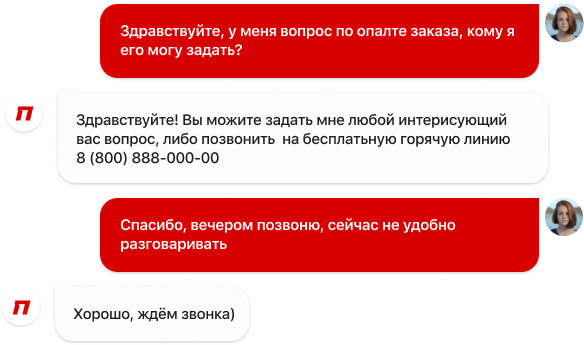 Здравствуйте, у меня вопрос по опалте заказа, кому я
его могу задать?
П
Здравствуйте! Вы можите задать мне любой интерисующий
вас вопрос, либо позвонить на бесплатьную горячую линию
8 (800) 888-000-00
Спасибо, вечером позвоню, сейчас не удобно
разговаривать
П
Хорошо, ждём звонка)